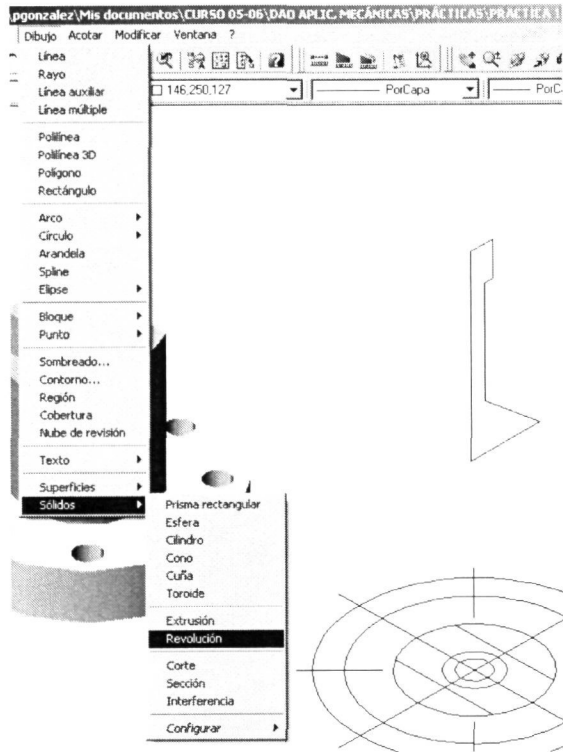 \pgonzalez\Mis documentos\CURSO 05-06\DAO APLIC. MECÁNICAS\PRÁCTICAS\PRACTICA 1
Dibujo Acotar Modificar Ventana ?
146,250,127
PorCapa
PorC
Línea
Rayo
Línea auxiliar
Línea múltiple
Polilínea
Polilínea 3D
Polígono
Rectángulo
Arco
Círculo
Arandela
Spline
Elipse
Bloque
Punto
Sombreado...
Contorno...
Región
Cobertura
Nube de revisión
Texto
Superficies
Sólidos
Prisma rectangular
Esfera
Cilindro
Cono
Cuña
Toroide
Extrusión
Revolución
Corte
Sección
Interferencia
Configurar